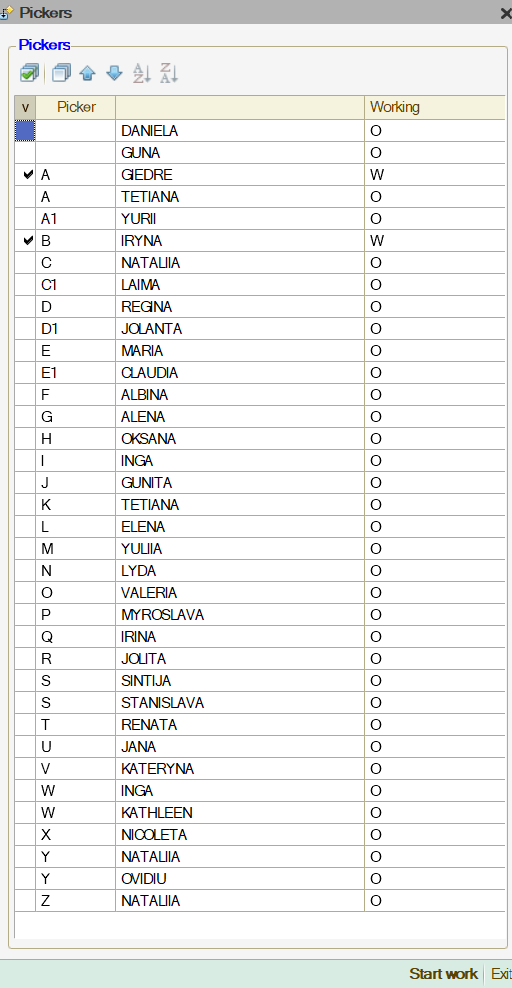 Pickers
Pickers
v Picker Working
DANIELA O
GUNA O
A GIEDRE W
A TETIANA O
A1 YURII O
B IRYNA W
C NATALIIA O
C1 LAIMA O
D REGINA O
D1 JOLANTA O
E MARIA O
E1 CLAUDIA O
F ALBINA O
G ALENA O
H OKSANA O
I INGA O
J GUNITA O
K TETIANA O
L ELENA O
M YULIIA O
N LYDA O
O VALERIA O
P MYROSLAVA O
Q IRINA O
R JOLITA O
S SINTIJA O
S STANISLAVA O
T RENATA O
U JANA O
V KATERYNA O
W INGA O
W KATHLEEN O
X NICOLETA O
Y NATALIIA O
Y OVIDIU O
Z NATALIIA O
Start work Exit